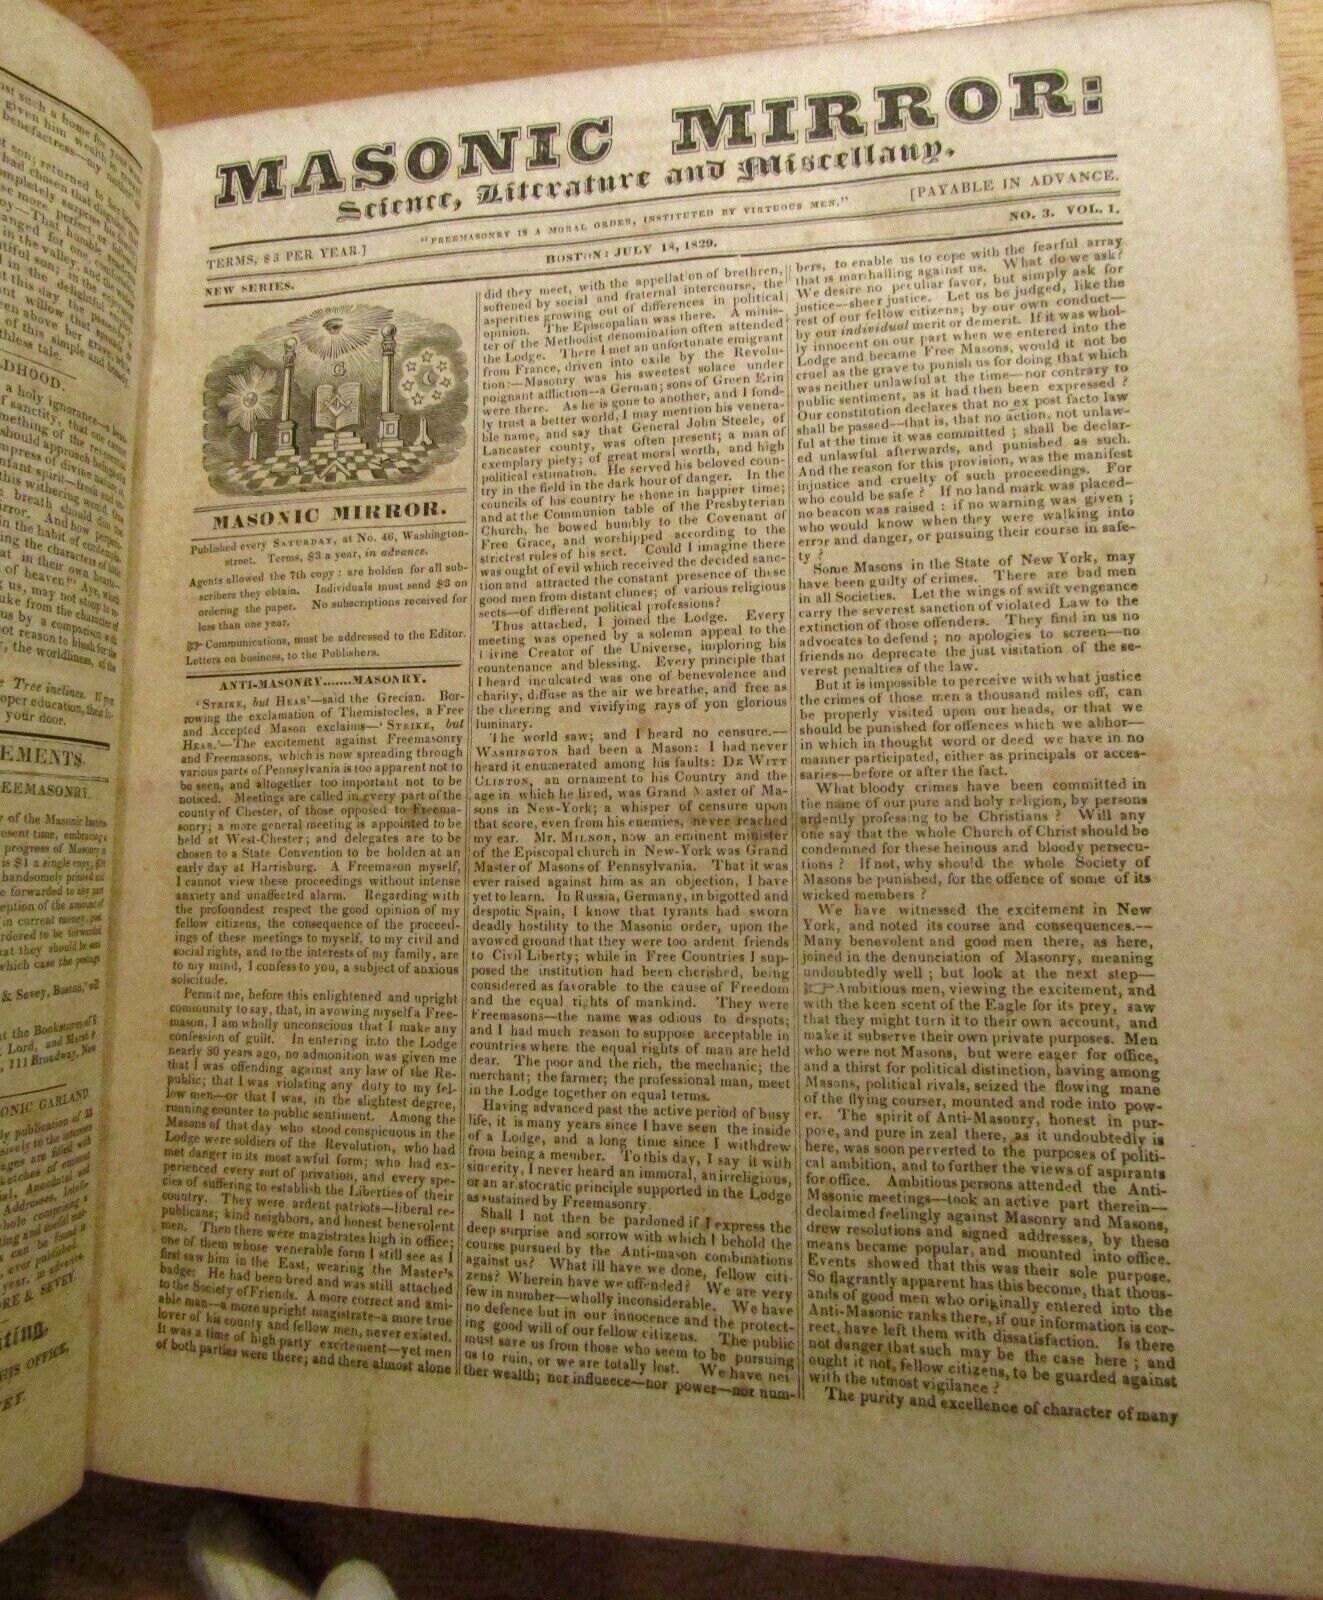 MASONIC MIRROR:
Science, Literature and Miscellany.
TERMS, $3 PER YEAR.]
"FREEMASONRY IS A MORAL ORDER, INSTITUTED BY VIRTUOUS MEN."
[PAYABLE IN ADVANCE.
NEW SERIES.
BOSTON: JULY 18, 1829.
NO. 3. VOL. 1.
G
MASONIC MIRROR.
Published every SATURDAY, at No. 46, Washington-
street. Terms, $3 a year, in advance.
Agents allowed the 7th copy: are holden for all sub-
scribers they obtain. Individuals must send $3 on
ordering the paper. No subscriptions received for
less than one year.
☞ Communications, must be addressed to the Editor.
Letters on business, to the Publishers.
ANTI-MASONRY.......MASONRY.
'STRIKE, but HEAR'—said the Grecian. Bor-
rowing the exclamation of Themistocles, a Free
and Accepted Mason exclaims—'STRIKE, but
HEAR.'—The excitement against Freemasonry
and Freemasons, which is now spreading through
various parts of Pennsylvania is too apparent not to
be seen, and altogether too important not to be
noticed. Meetings are called in every part of the
county of Chester, of those opposed to Freema-
sonry; a more general meeting is appointed to be
held at West-Chester; and delegates are to be
chosen to a State Convention to be bolden at an
early day at Harrisburg. A Freemason myself,
I cannot view these proceedings without intense
anxiety and unaffected alarm. Regarding with
the profoundest respect the good opinion of my
fellow citizens, the consequence of the proceed-
ings of these meetings to myself, to my civil and
social rights, and to the interests of my family, are
to my mind, I confess to you, a subject of anxious
solicitude.
Permit me, before this enlightened and upright
community to say, that, in avowing myself a Free-
mason, I am wholly unconscious that I make any
confession of guilt. In entering into the Lodge
nearly 30 years ago, no admonition was given me
that I was offending against any law of the Re-
public; that I was violating any duty to my fel-
low men—or that I was, in the slightest degree,
running counter to public sentiment. Among the
Masons of that day who stood conspicuous in the
Lodge were soldiers of the Revolution, who had
met danger in its most awful form; who had ex-
perienced every sort of privation, and every spe-
cies of suffering to establish the Liberties of their
country. They were ardent patriots—liberal re-
publicans; kind neighbors, and honest benevolent
men. Then there were magistrates high in office;
one of them whose venerable form I still see as I
first saw him in the East, wearing the Master's
badge: He had been bred and was still attached
to the Society of Friends. A more correct and ami-
able man—a more upright magistrate—a more true
lover of his county and fellow men, never existed.
It was a time of high party excitement—yet men
of both parties were there; and there almost alone
did they meet, with the appellation of brethren,
softened by social and fraternal intercourse, the
asperities growing out of differences in political
opinion. The Episcopalian was there. A minis-
ter of the Methodist denomination often attended
the Lodge. There I met an unfortunate emigrant
from France, driven into exile by the Revolu-
tion:—Masonry was his sweetest solace under
poignant affliction—a German; sons of Green Erin
were there. As he is gone to another, and I fond-
ly trust a better world, I may mention his venera-
ble name, and say that General John Steele, of
Lancaster county, was often present; a man of
exemplary piety; of great moral worth, and high
political estimation. He served his beloved coun-
try in the field in the dark hour of danger. In the
councils of his country he shone in happier time;
and at the Communion table of the Presbyterian
Church, he bowed humbly to the Covenant of
Free Grace, and worshipped according to the
strictest rules of his sect. Could I imagine there
was ought of evil which received the decided sanc-
tion and attracted the constant presence of these
good men from distant climes; of various religious
sects—of different political professions?
Thus attached, I joined the Lodge. Every
meeting was opened by a solemn appeal to the
Divine Creator of the Universe, imploring his
countenance and blessing. Every principle that
I heard inculcated was one of benevolence and
charity, diffuse as the air we breathe, and free as
the cheering and vivifying rays of yon glorious
luminary.
The world saw; and I heard no censure.—
WASHINGTON had been a Mason: I had never
heard it enumerated among his faults: DE WITT
CLINTON, an ornament to his Country and the
age in which he lived, was Grand Master of Ma-
sons in New-York; a whisper of censure upon
that score, even from his enemies, never reached
my ear. Mr. MILNOR, now an eminent minister
of the Episcopal church in New-York was Grand
Master of Masons of Pennsylvania. That it was
ever raised against him as an objection, I have
yet to learn. In Russia, Germany, in bigotted and
despotic Spain, I know that tyrants had sworn
deadly hostility to the Masonic order, upon the
avowed ground that they were too ardent friends
to Civil Liberty; while in Free Countries I sup-
posed the institution had been cherished, being
considered as favorable to the cause of Freedom
and the equal rights of mankind. They were
Freemasons—the name was odious to despots;
and I had much reason to suppose acceptable in
countries where the equal rights of man are held
dear. The poor and the rich, the mechanic; the
merchant; the farmer; the professional man, meet
in the Lodge together on equal terms.
Having advanced past the active period of busy
life, it is many years since I have seen the inside
of a Lodge, and a long time since I withdrew
from being a member. To this day, I say it with
sincerity, I never heard an immoral, an irreligious,
or an aristocratic principle supported in the Lodge
as sustained by Freemasonry.
Shall I not then be pardoned if I express the
deep surprise and sorrow with which I behold the
course pursued by the Anti-mason combinations
against us? What ill have we done, fellow citi-
zens? Wherein have we offended? We are very
few in number—wholly inconsiderable. We have
no defence but in our innocence and the protect-
ing good will of our fellow citizens. The public
must save us from those who seem to be pursuing
us to ruin, or we are totally lost. We have nei-
ther wealth; nor influeece—nor power—nor num-
bers, to enable us to cope with the fearful array
that is marshalling against us. What do we ask?
We desire no peculiar favor, but simply ask for
justice—sheer justice. Let us be judged, like the
rest of our fellow citizens; by our own conduct—
by our individual merit or demerit. If it was whol-
ly innocent on our part when we entered into the
Lodge and became Free Masons, would it not be
cruel as the grave to punish us for doing that which
was neither unlawful at the time—nor contrary to
public sentiment, as it had then been expressed?
Our constitution declares that no ex post facto law
shall be passed—that is, that no action, not unlaw-
ful at the time it was committed; shall be declar-
ed unlawful afterwards, and punished as such.
And the reason for this provision, was the manifest
injustice and cruelty of such proceedings. For
who could be safe? If no land mark was placed—
no beacon was raised: if no warning was given;
who would know when they were walking into
error and danger, or pursuing their course in safe-
ty?
Some Masons in the State of New York, may
have been guilty of crimes. There are bad men
in all Societies. Let the wings of swift vengeance
carry the severest sanction of violated Law to the
extinction of those offenders. They find in us no
advocates to defend; no apologies to screen—no
friends no deprecate the just visitation of the se-
verest penalties of the law.
But it is impossible to perceive with what justice
the crimes of those men a thousand miles off, can
be properly visited upon our heads, or that we
should be punished for offences which we abhor—
in which in thought word or deed we have in no
manner participated, either as principals or acces-
saries—before or after the fact.
What bloody crimes have been committed in
the name of our pure and holy religion, by persons
ardently professing to be Christians? Will any
one say that the whole Church of Christ should be
condemned for these heinous and bloody persecu-
tions? If not, why should the whole Society of
Masons be punished, for the offence of some of its
wicked members?
We have witnessed the excitement in New
York, and noted its course and consequences.—
Many benevolent and good men there, as here,
joined in the denunciation of Masonry, meaning
undoubtedly well; but look at the next step—
☞Ambitious men, viewing the excitement, and
with the keen scent of the Eagle for its prey, saw
that they might turn it to their own account, and
make it subserve their own private purposes. Men
who were not Masons, but were eager for office,
and a thirst for political distinction, having among
Masons, political rivals, seized the flowing mane
of the flying courser, mounted and rode into pow-
er. The spirit of Anti-Masonry, honest in pur-
pose, and pure in zeal there, as it undoubtedly is
here, was soon perverted to the purposes of politi-
cal ambition, and to further the views of aspirants
for office. Ambitious persons attended the Anti-
Masonic meetings—took an active part therein—
declaimed feelingly against Masonry and Masons,
drew resolutions and signed addresses, by these
means became popular, and mounted into office.
Events showed that this was their sole purpose.
So flagrantly apparent has this become, that thous-
ands of good men who originally entered into the
Anti-Masonic ranks there, if our information is cor-
rect, have left them with dissatisfaction. Is there
not danger that such may be the case here; and
ought it not, fellow citizens, to be guarded against
with the utmost vigilance?
The purity and excellence of character of many